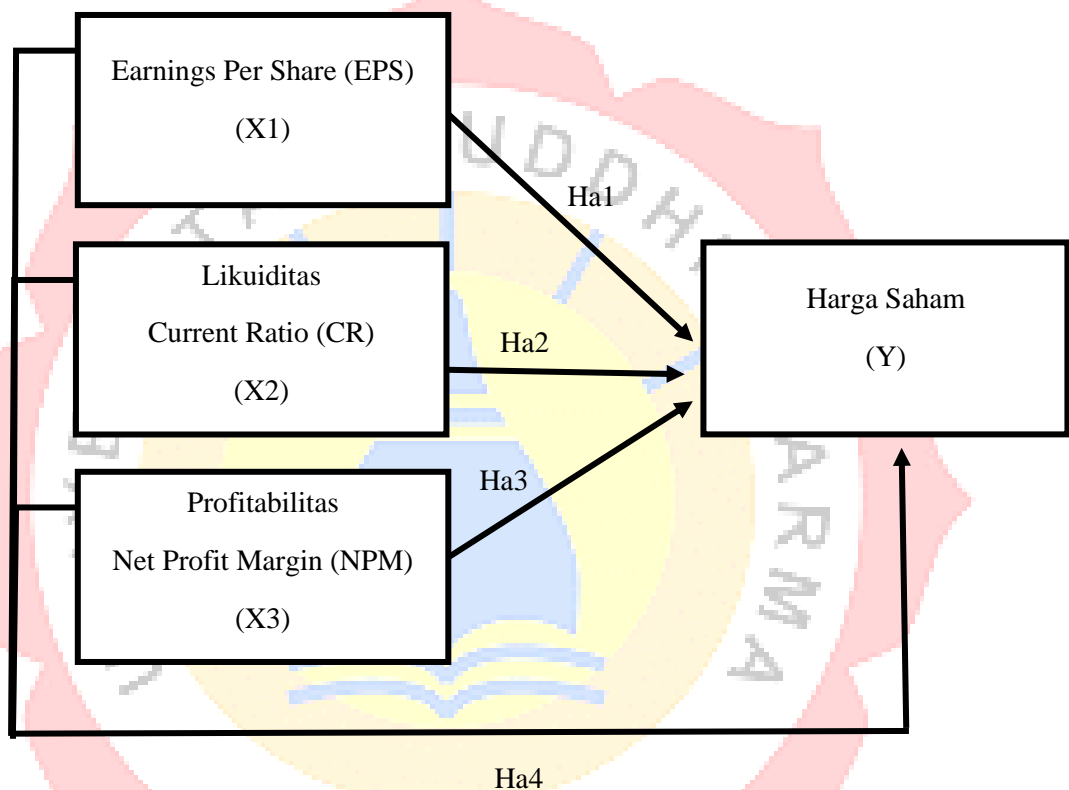 Earnings Per Share (EPS)
(X1)
Ha1
Likuiditas
Current Ratio (CR)
(X2)
Ha2
Harga Saham
(Y)
Profitabilitas
Net Profit Margin (NPM)
(X3)
Ha3
Ha4